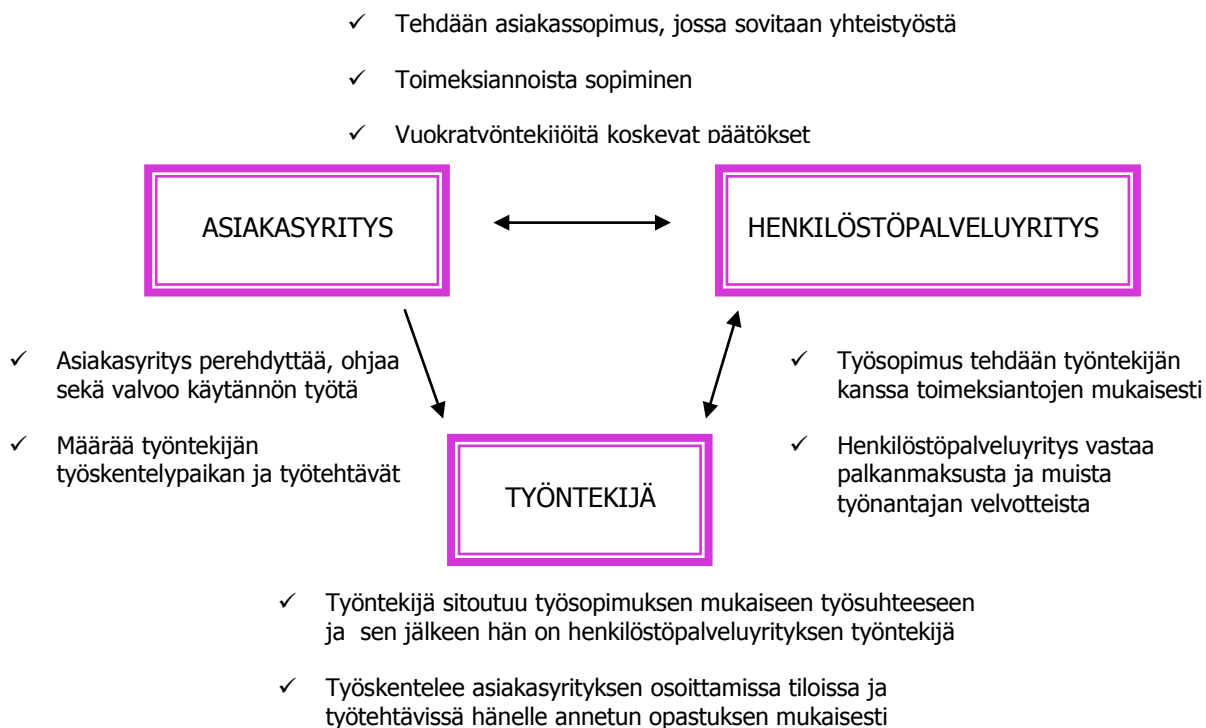 ✓ Tehdään asiakassopimus, jossa sovitaan yhteistyöstä
✓ Toimeksiannoista sopiminen
✓ Vuokratyöntekijöitä koskevat päätökset
ASIAKASYRITYS
HENKILÖSTÖPALVELUYRITYS
✓ Asiakasyritys perehdyttää, ohjaa
sekä valvoo käytännön työtä
✓ Määrää työntekijän
työskentelypaikan ja työtehtävät
✓ Työsopimus tehdään työntekijän
kanssa toimeksiantojen mukaisesti
✓ Henkilöstöpalveluyritys vastaa
palkanmaksusta ja muista
työnantajan velvotteista
TYÖNTEKIJÄ
✓ Työntekijä sitoutuu työsopimuksen mukaiseen työsuhteeseen
ja sen jälkeen hän on henkilöstöpalveluyrityksen työntekijä
✓ Työskentelee asiakasyrityksen osoittamissa tiloissa ja
työtehtävissä hänelle annetun opastuksen mukaisesti